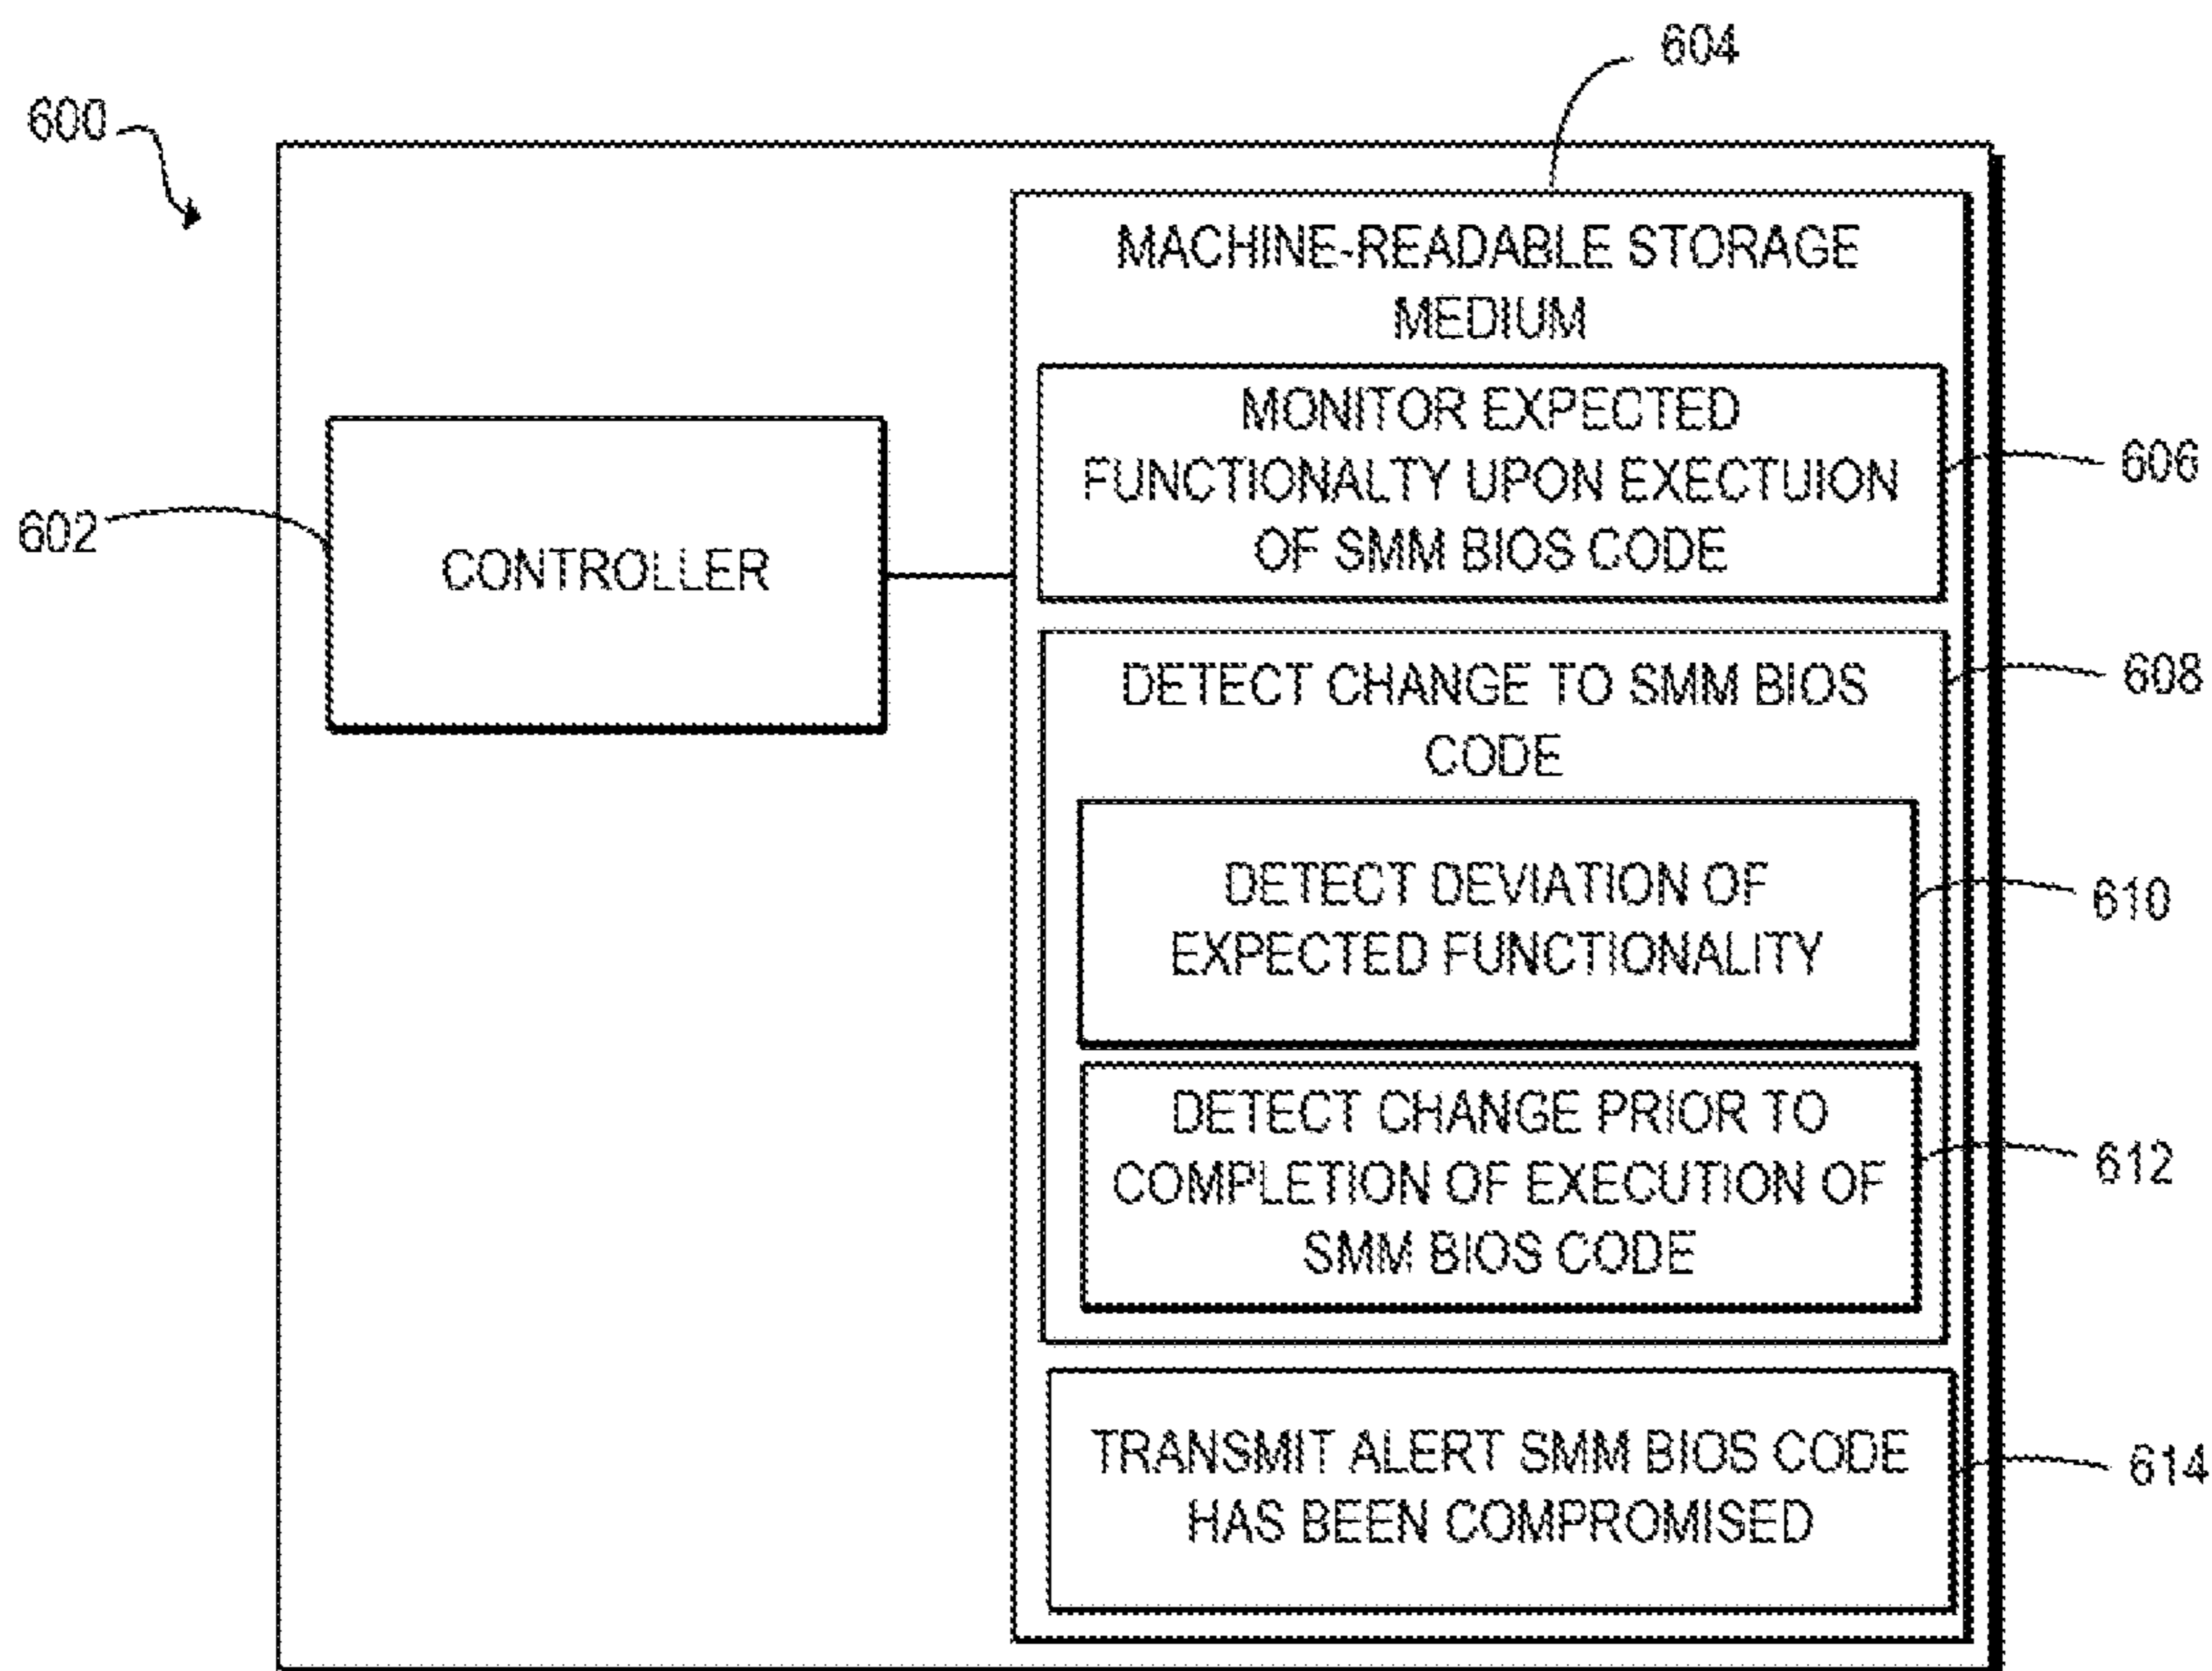 604
600
MACHINE-READABLE STORAGE
MEDIUM
MONITOR EXPECTED
FUNCTIONALTY UPON EXECTUION
OF SMM BIOS CODE
606
602
CONTROLLER
DETECT CHANGE TO SMM BIOS
CODE
608
DETECT DEVIATION OF
EXPECTED FUNCTIONALITY
610
DETECT CHANGE PRIOR TO
COMPLETION OF EXECUTION OF
SMM BIOS CODE
612
TRANSMIT ALERT SMM BIOS CODE
HAS BEEN COMPROMISED
614